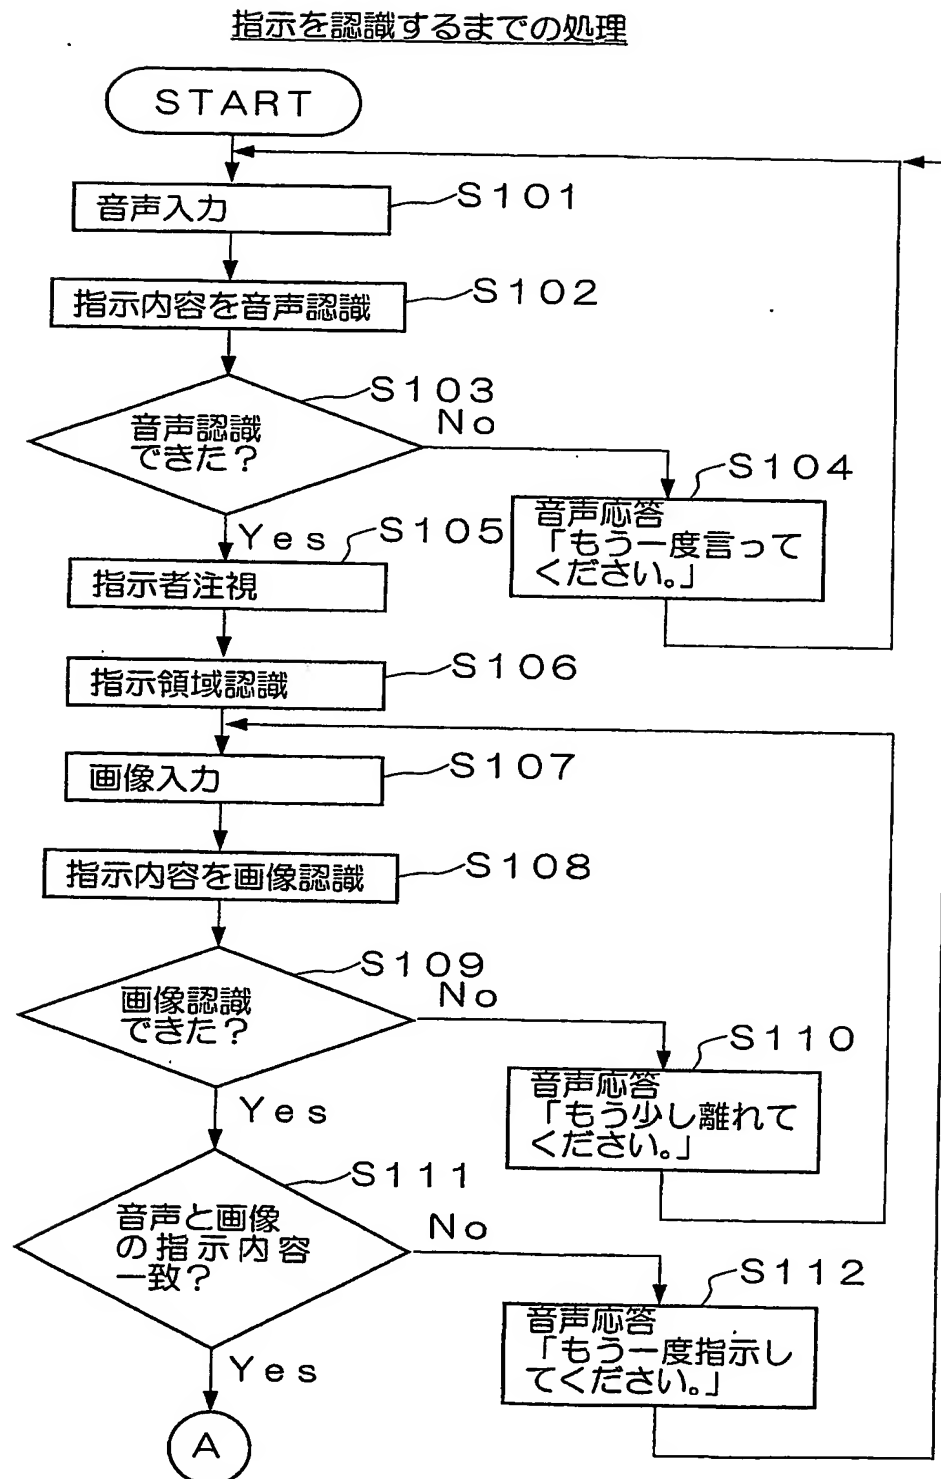 指示を認識するまでの処理
START
音声入力
S101
指示内容を音声認識
S102
S103
音声認識
できた?
No
S104
音声応答
「もう一度言って
ください。」
Yes
S105
指示者注視
指示領域認識
S106
画像入力
S107
指示内容を画像認識
S108
S109
画像認識
できた?
No
S110
音声応答
「もう少し離れて
ください。」
Yes
S111
音声と画像
の指示内容
一致?
No
S112
音声応答
「もう一度指示し
てください。」
Yes
A